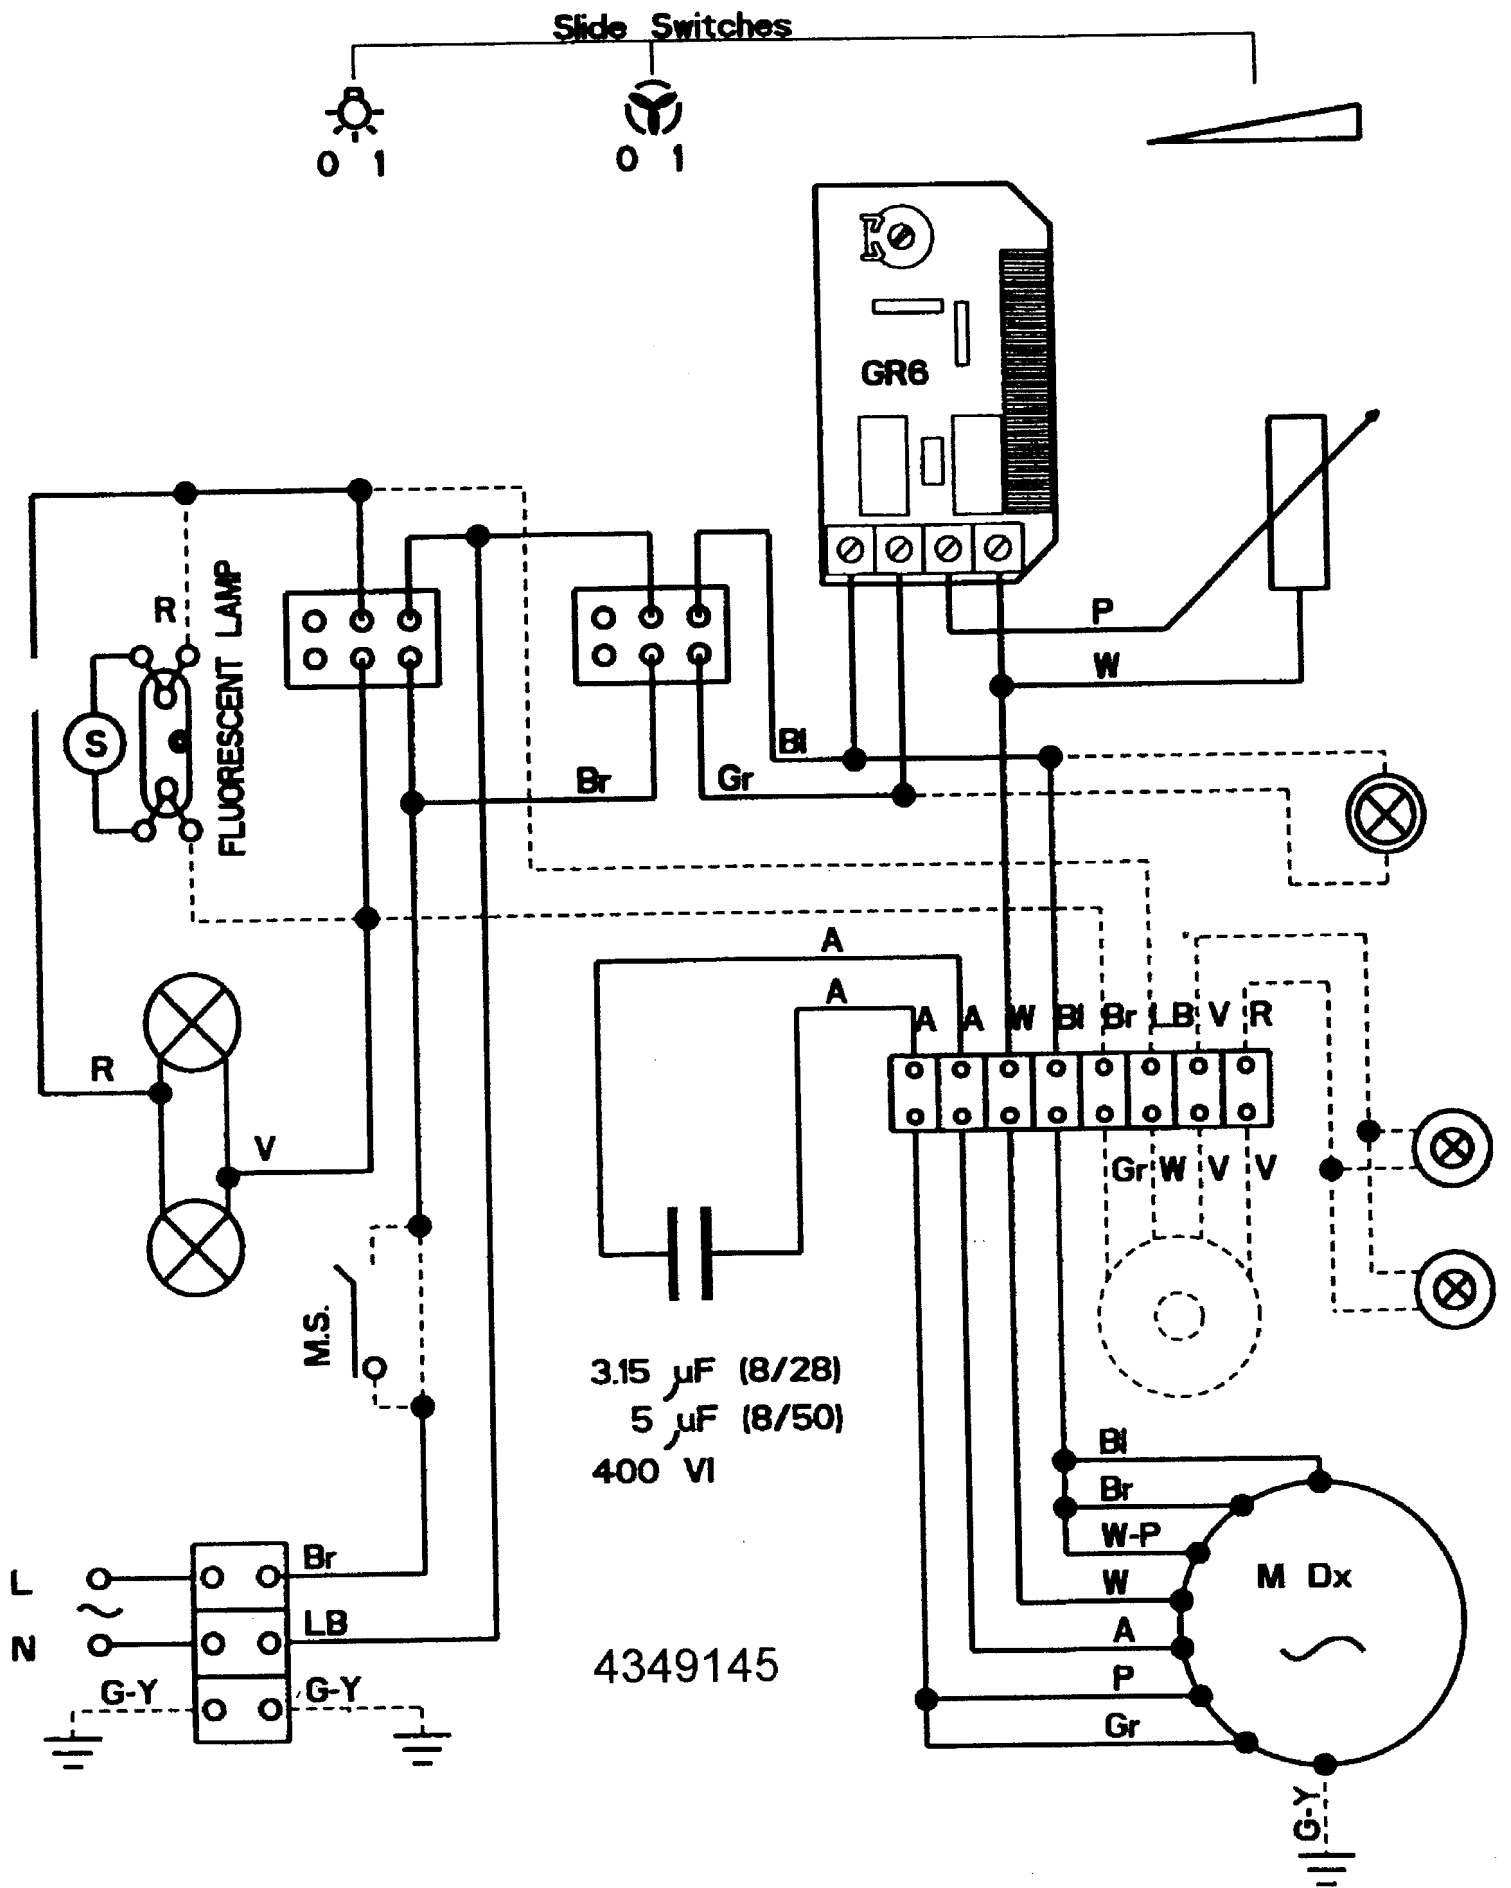 Slide Switches
0 1
0 1
GR6
P
W
R
FLUORESCENT LAMP
S
Bl
Br
Gr
A
A
A A W Bl Br LB V R
R
V
Gr W V V
M.S.
3.15 µF (8/28)
5 µF (8/50)
400 Vl
Bl
Br
W-P
W
A
P
Gr
M Dx
L
Br
N
LB
G-Y
G-Y
4349145
G-Y